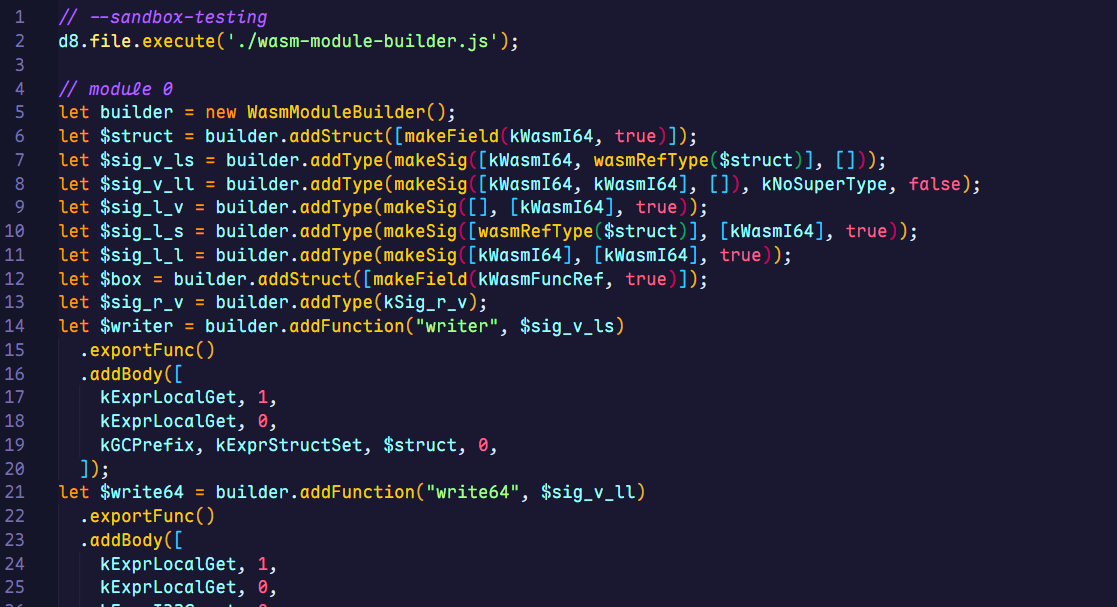 1 // --sandbox-testing
2 d8.file.execute('./wasm-module-builder.js');
3
4 // module 0
5 let builder = new WasmModuleBuilder();
6 let $struct = builder.addStruct([makeField(kWasmI64, true)]);
7 let $sig_v_ls = builder.addType(makeSig([kWasmI64, wasmRefType($struct)], []));
8 let $sig_v_ll = builder.addType(makeSig([kWasmI64, kWasmI64], []), kNoSuperType, false);
9 let $sig_l_v = builder.addType(makeSig([], [kWasmI64], true));
10 let $sig_l_s = builder.addType(makeSig([wasmRefType($struct)], [kWasmI64], true));
11 let $sig_l_l = builder.addType(makeSig([kWasmI64], [kWasmI64], true));
12 let $box = builder.addStruct([makeField(kWasmFuncRef, true)]);
13 let $sig_r_v = builder.addType(kSig_r_v);
14 let $writer = builder.addFunction("writer", $sig_v_ls)
15   .exportFunc()
16   .addBody([
17     kExprLocalGet, 1,
18     kExprLocalGet, 0,
19     kGCPrefix, kExprStructSet, $struct, 0,
20   ]);
21 let $write64 = builder.addFunction("write64", $sig_v_ll)
22   .exportFunc()
23   .addBody([
24     kExprLocalGet, 1,
25     kExprLocalGet, 0,